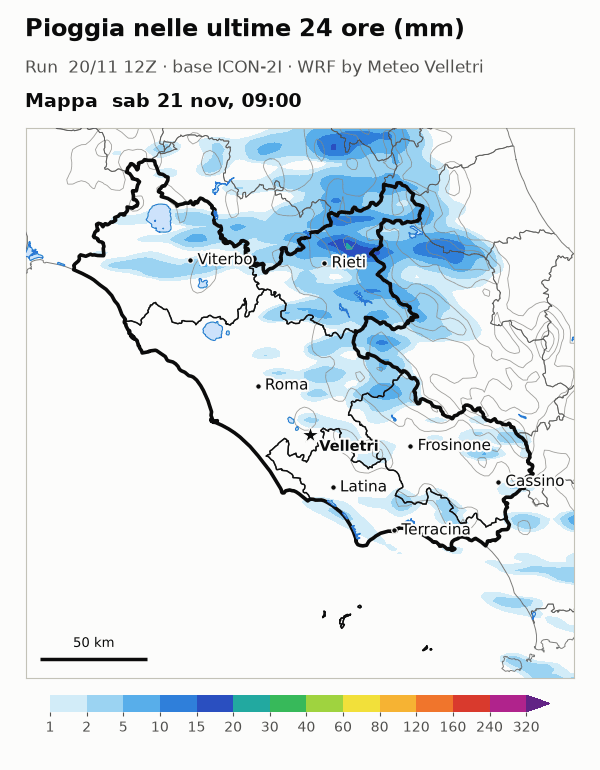 Pioggia nelle ultime 24 ore (mm)
Run 20/11 12Z · base ICON-2I · WRF by Meteo Velletri
Mappa sab 21 nov, 09:00
Viterbo
Rieti
Roma
Velletri
Frosinone
Cassino
Latina
Terracina
50 km
1 2 5 10 15 20 30 40 60 80 120 160 240 320